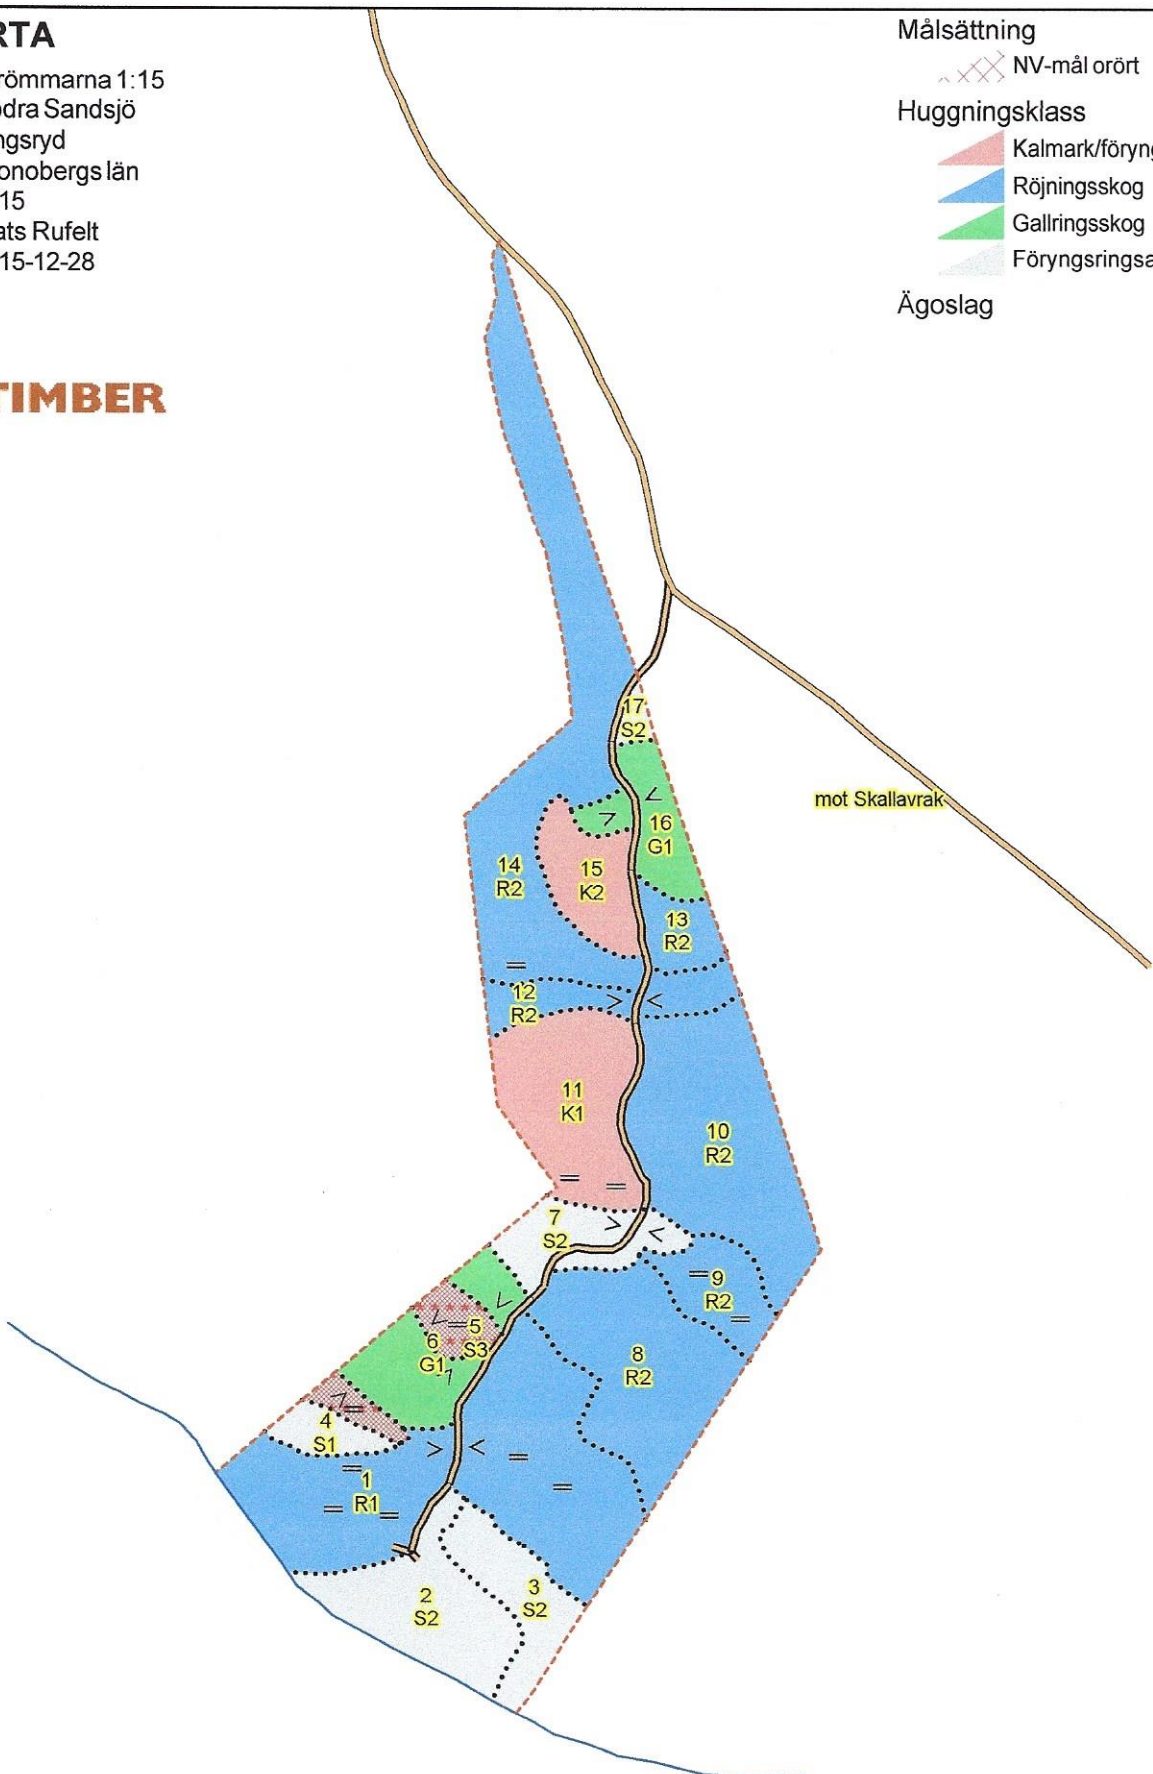 RTA
römmarna 1:15
dra Sandsjö
ngsryd
onobergs län
15
ats Rufelt
15-12-28
TIMBER
Målsättning
NV-mål orört
Huggningsklass
Kalmark/föryng
Röjningsskog
Gallringsskog
Föryngsringsa
Ägoslag
17
S2
mot Skallavrak
16
G1
14
R2
15
K2
13
R2
12
R2
11
K1
10
R2
7
S2
9
R2
5
S3
6
G1
8
R2
4
S1
1
R1
2
S2
3
S2